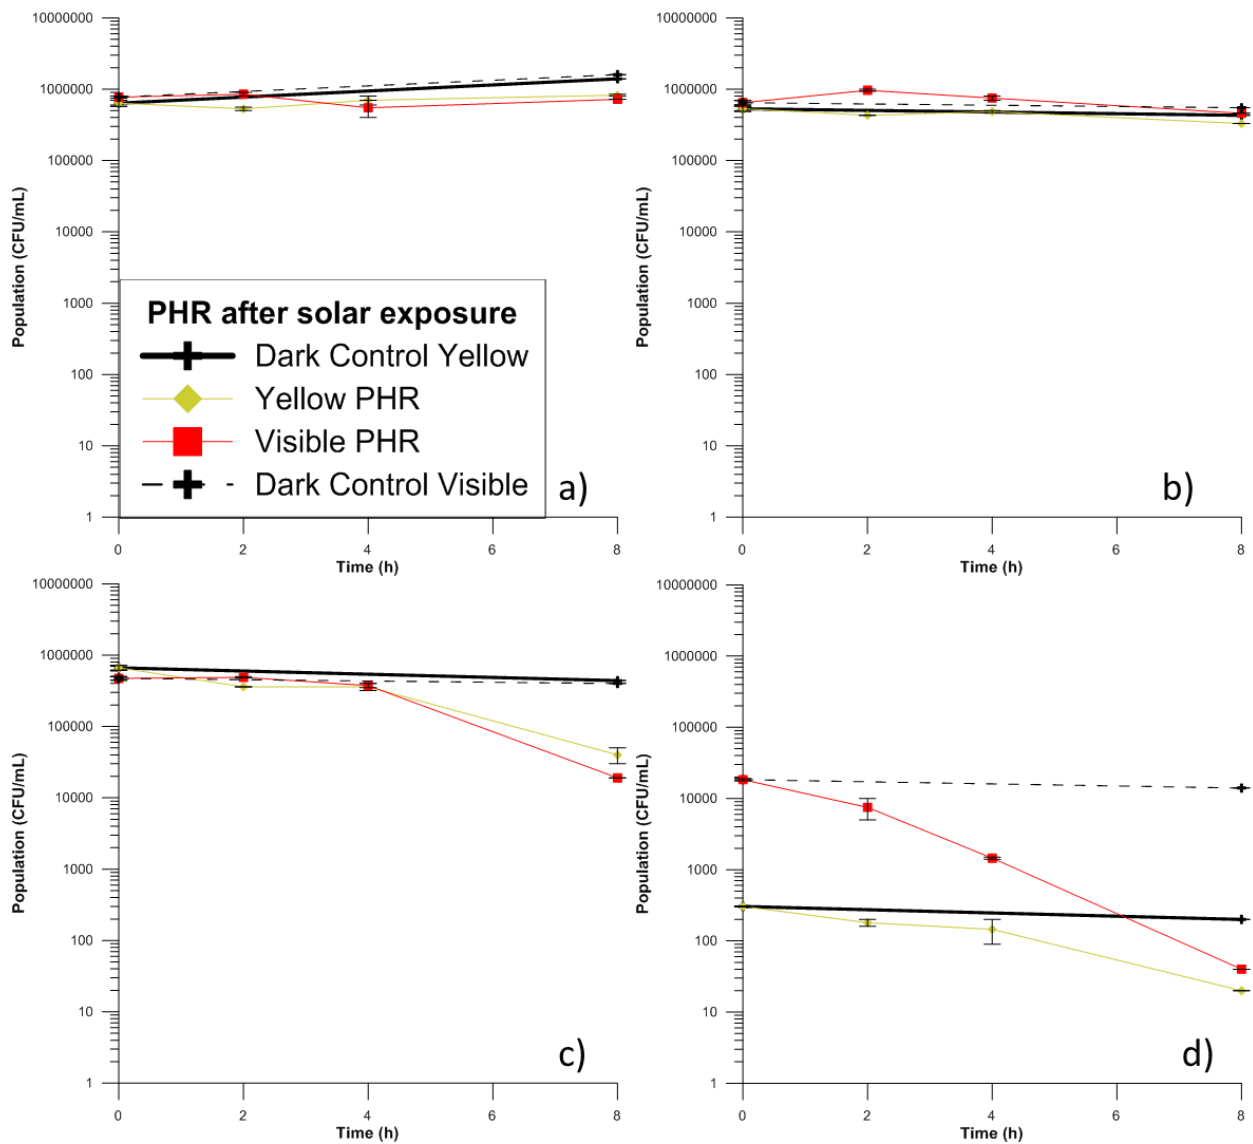 10000000
1000000
100000
10000
1000
100
10
1
Population (CFU/mL)
PHR after solar exposure
Dark Control Yellow
Yellow PHR
Visible PHR
Dark Control Visible
a)
0 2 4 6 8
Time (h)
10000000
1000000
100000
10000
1000
100
10
1
Population (CFU/mL)
b)
0 2 4 6 8
Time (h)
10000000
1000000
100000
10000
1000
100
10
1
Population (CFU/mL)
c)
0 2 4 6 8
Time (h)
10000000
1000000
100000
10000
1000
100
10
1
Population (CFU/mL)
d)
0 2 4 6 8
Time (h)